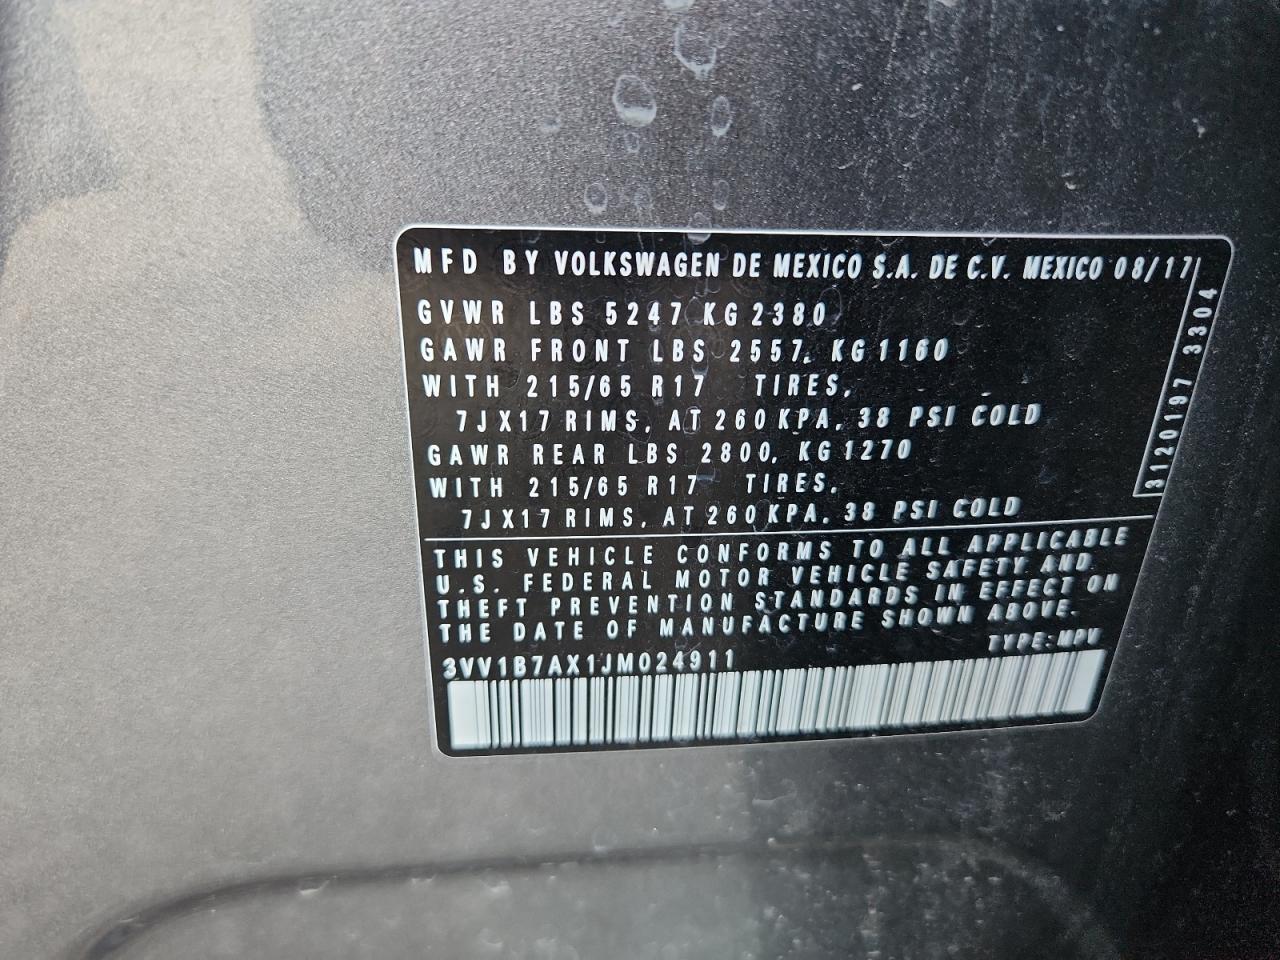 MFD BY VOLKSWAGEN DE MEXICO S.A. DE C.V. MEXICO 08/17
GVWR LBS 5247 KG 2380
GAWR FRONT LBS 2557, KG 1160
WITH 215/65 R17 TIRES,
7JX17 RIMS, AT 260 KPA, 38 PSI COLD
GAWR REAR LBS 2800, KG 1270
WITH 215/65 R17 TIRES,
7JX17 RIMS, AT 260 KPA, 38 PSI COLD
3120197 3304
THIS VEHICLE CONFORMS TO ALL APPLICABLE
U.S. FEDERAL MOTOR VEHICLE SAFETY AND
THEFT PREVENTION STANDARDS IN EFFECT ON
THE DATE OF MANUFACTURE SHOWN ABOVE.
TYPE: MPV
3VV1B7AX1JM024911